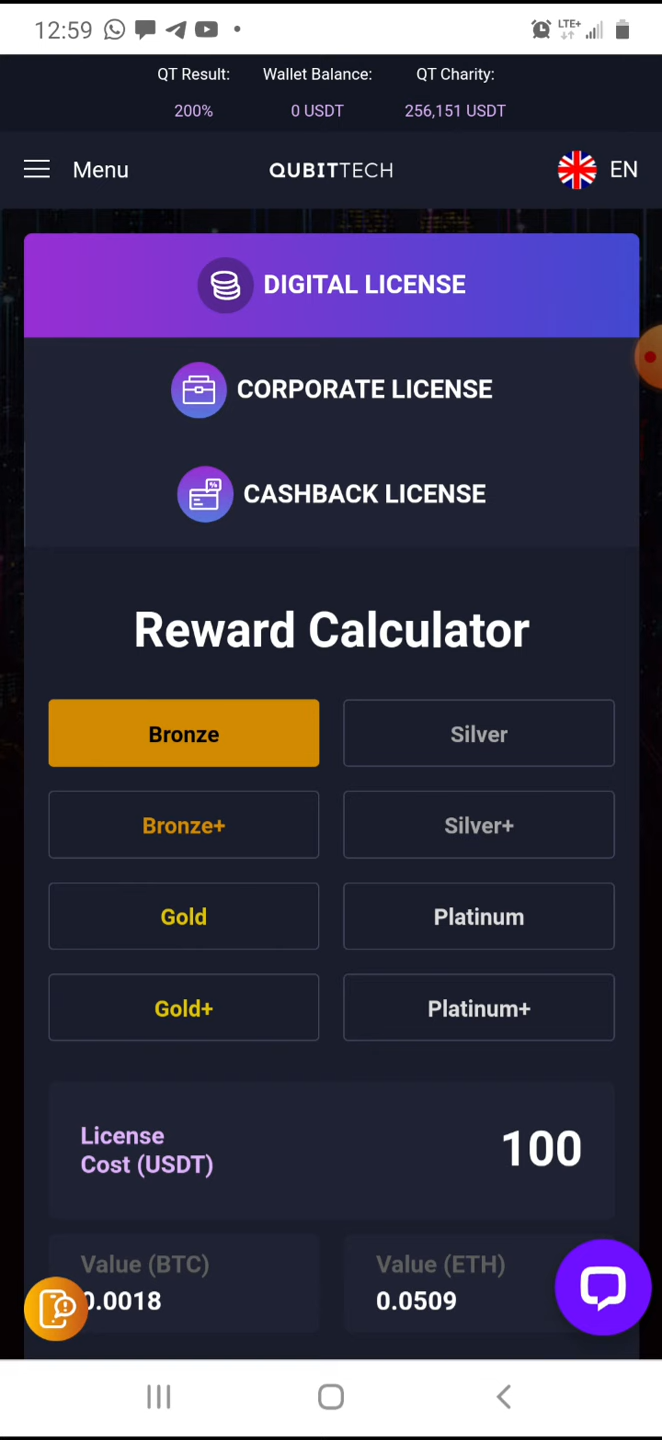 12:59
LTE+
QT Result: Wallet Balance: QT Charity:
200% 0 USDT 256,151 USDT
Menu QUBITTECH EN
DIGITAL LICENSE
CORPORATE LICENSE
CASHBACK LICENSE
Reward Calculator
Bronze Silver
Bronze+ Silver+
Gold Platinum
Gold+ Platinum+
License
Cost (USDT) 100
Value (BTC) Value (ETH)
0.0018 0.0509